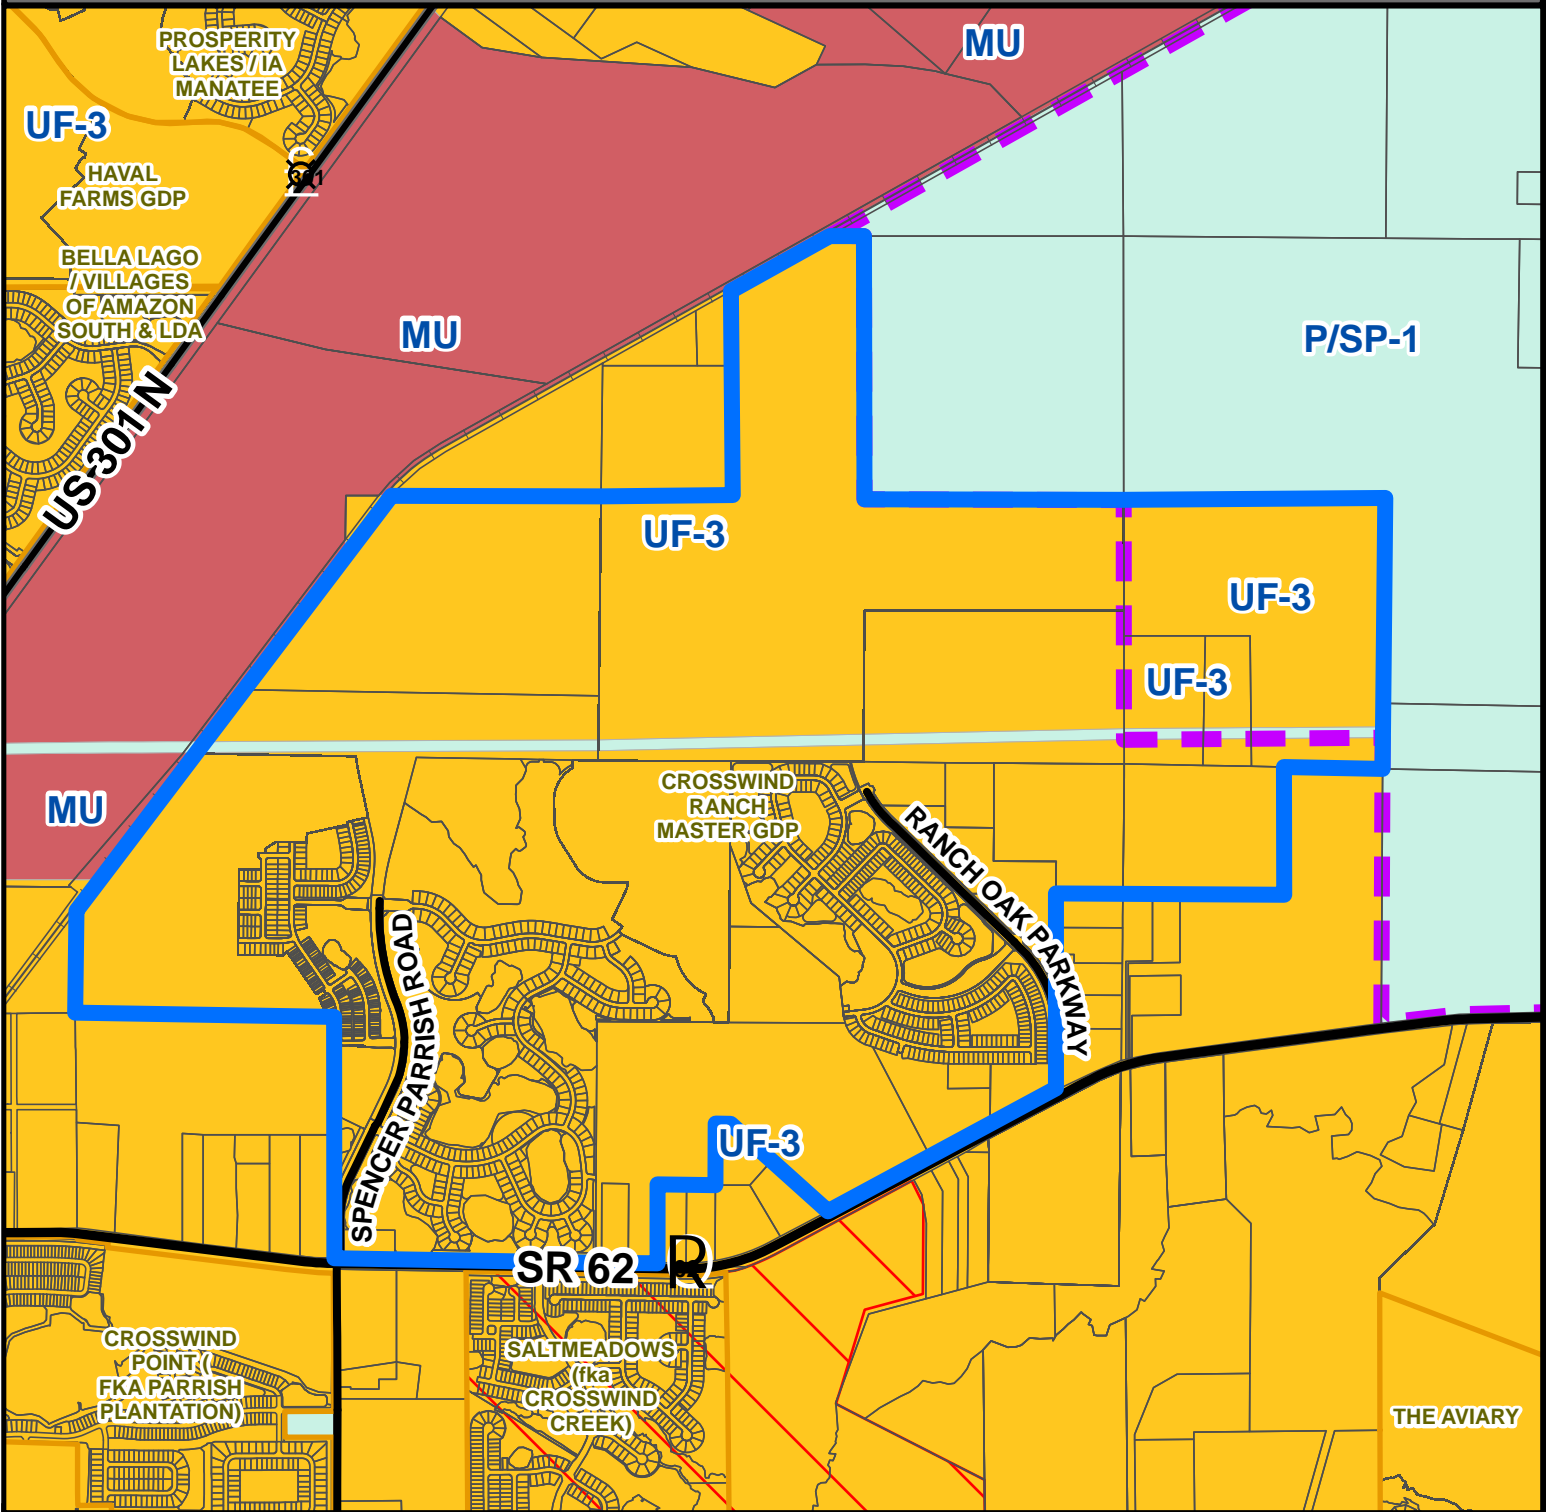 PROSPERITY
LAKES / IA
MANATEE
MU
UF-3
HAVAL
FARMS GDP
301
BELLA LAGO
/ VILLAGES
OF AMAZON
SOUTH & LDA
MU
P/SP-1
US 301 N
UF-3
UF-3
UF-3
CROSSWIND
RANCH
MASTER GDP
MU
RANCH OAK PARKWAY
SPENCER PARRISH ROAD
UF-3
SR 62
CROSSWIND
POINT (
FKA PARRISH
PLANTATION)
SALTMEADOWS
(fka
CROSSWIND
CREEK)
THE AVIARY